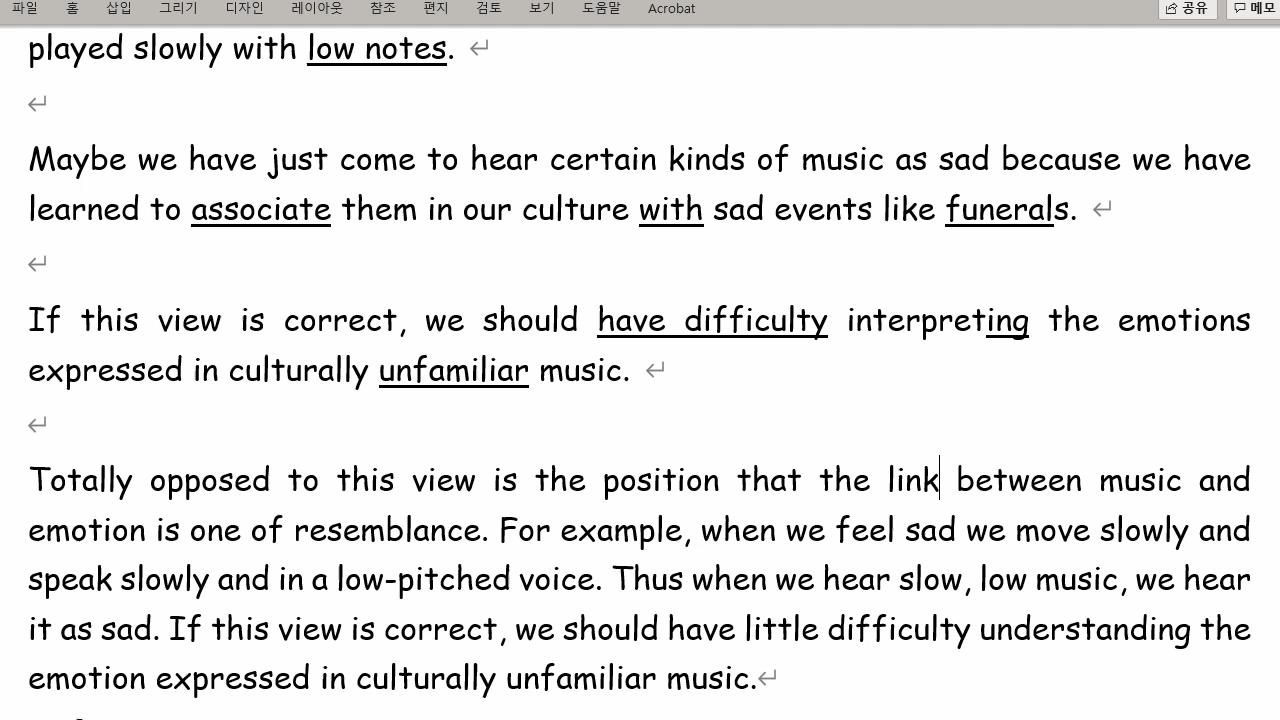 파일 홈 삽입 그리기 디자인 레이아웃 참조 편지 검토 보기 도움말 Acrobat 공유 메모
played slowly with low notes.
Maybe we have just come to hear certain kinds of music as sad because we have
learned to associate them in our culture with sad events like funerals.
If this view is correct, we should have difficulty interpreting the emotions
expressed in culturally unfamiliar music.
Totally opposed to this view is the position that the link between music and
emotion is one of resemblance. For example, when we feel sad we move slowly and
speak slowly and in a low-pitched voice. Thus when we hear slow, low music, we hear
it as sad. If this view is correct, we should have little difficulty understanding the
emotion expressed in culturally unfamiliar music.